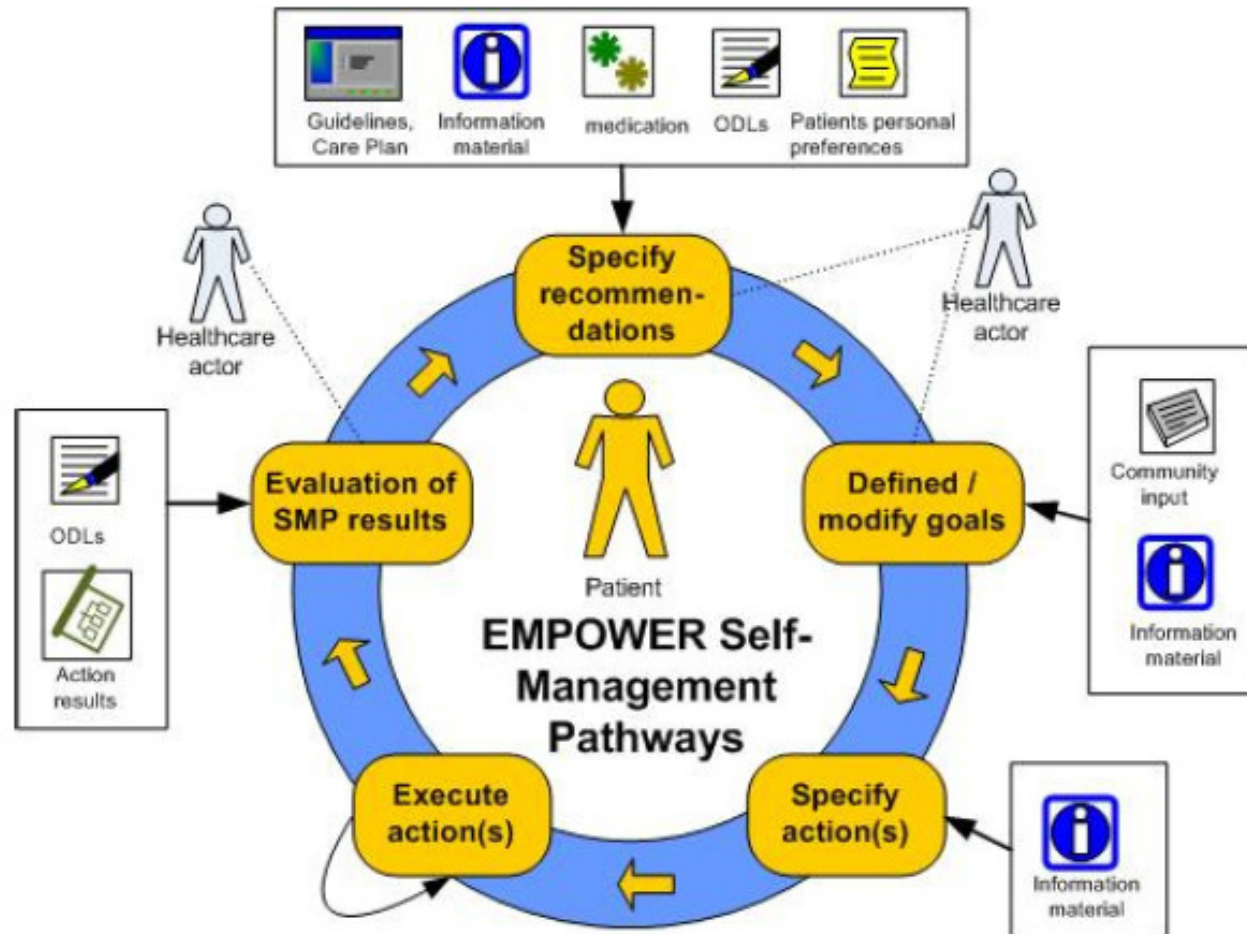 Guidelines,
Care Plan
Information
material
medication
ODLs
Patients personal
preferences
Healthcare
actor
Specify
recommen-
dations
Healthcare
actor
Evaluation of
SMP results
Defined /
modify goals
Community
input
Information
material
ODLs
Action
results
Patient
EMPOWER Self-
Management
Pathways
Execute
action(s)
Specify
action(s)
Information
material